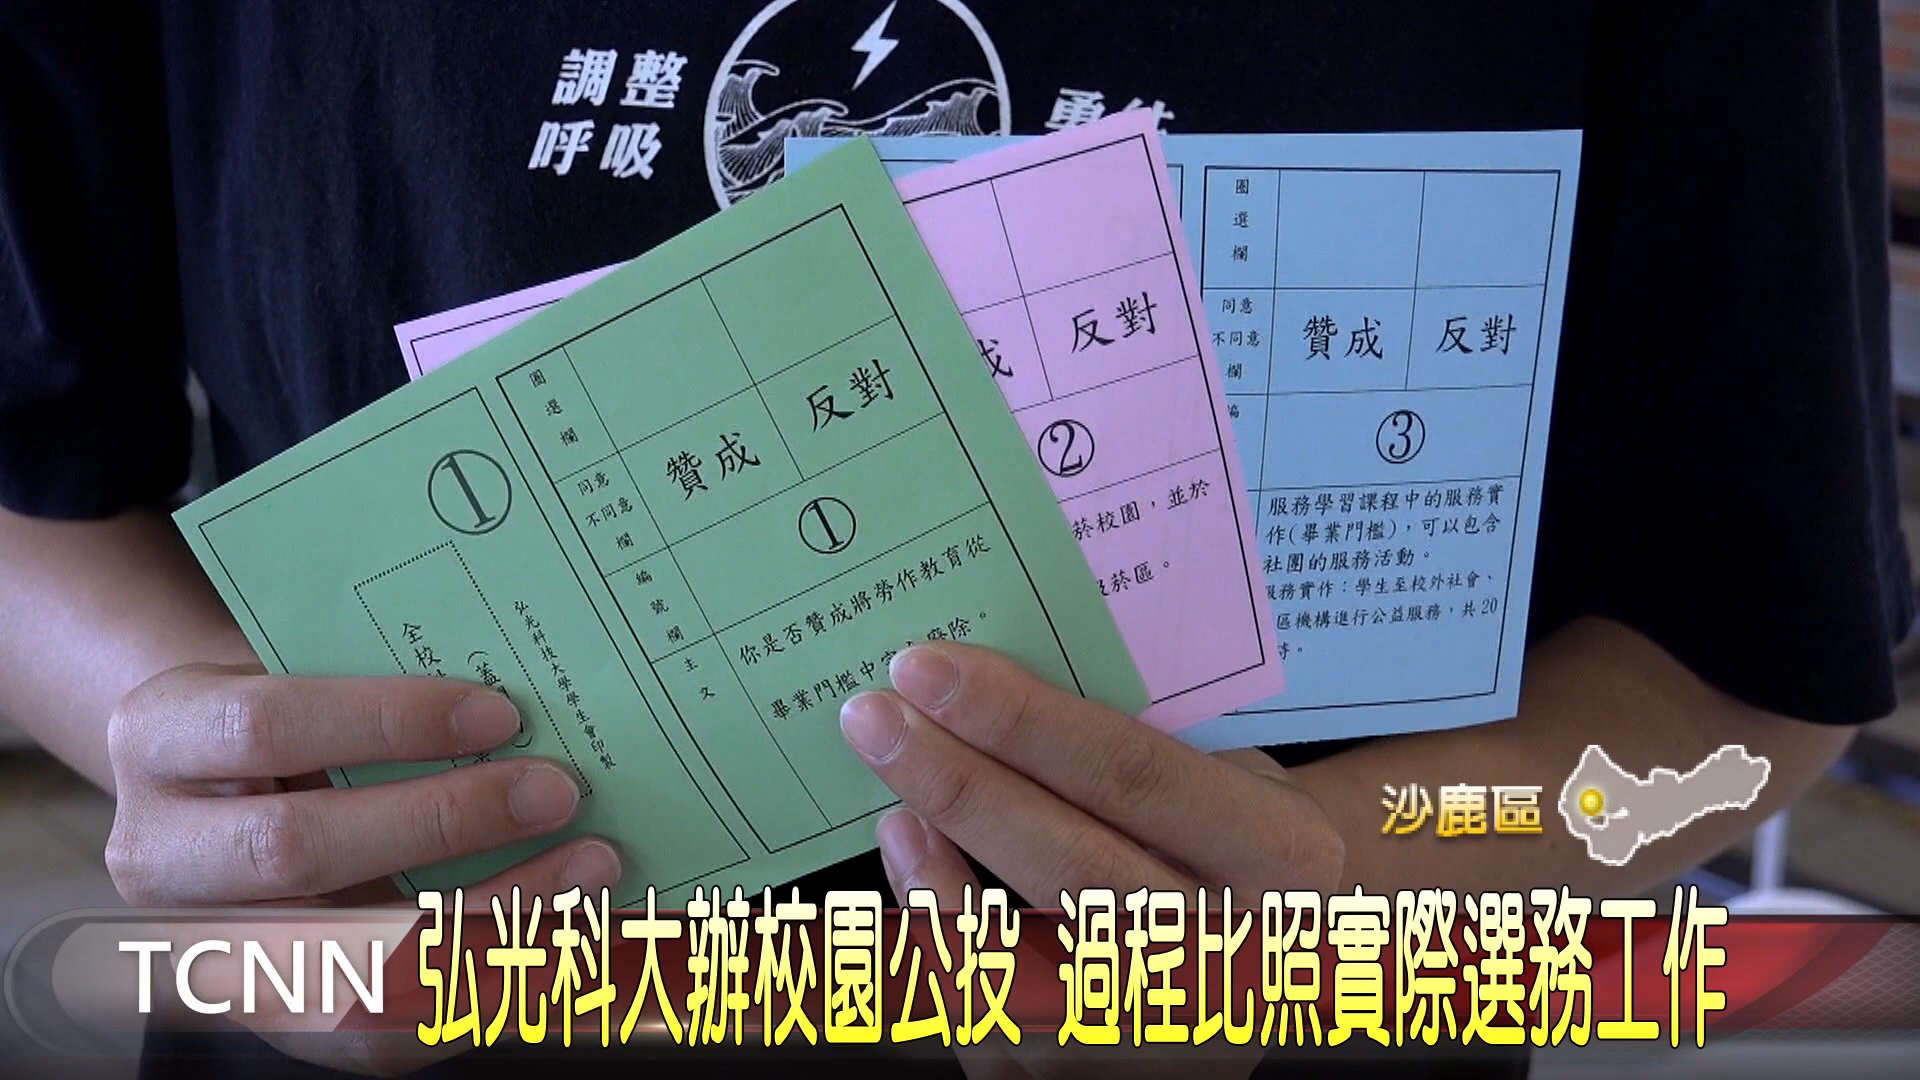 調整
呼吸
圈選欄
同意
不同意
欄
贊成
反對
①
編號欄
主文
你是否贊成將勞作教育從
畢業門檻中完全廢除。
①
弘光科技大學學生會印製
全校
反對
②
菸校園，並於
吸菸區。
圈選欄
同意
不同意
欄
贊成
反對
編
③
服務學習課程中的服務實
作(畢業門檻)，可以包含
社團的服務活動。
服務實作：學生至校外社會、
區機構進行公益服務，共20
沙鹿區
TCNN
弘光科大辦校園公投 過程比照實際選務工作